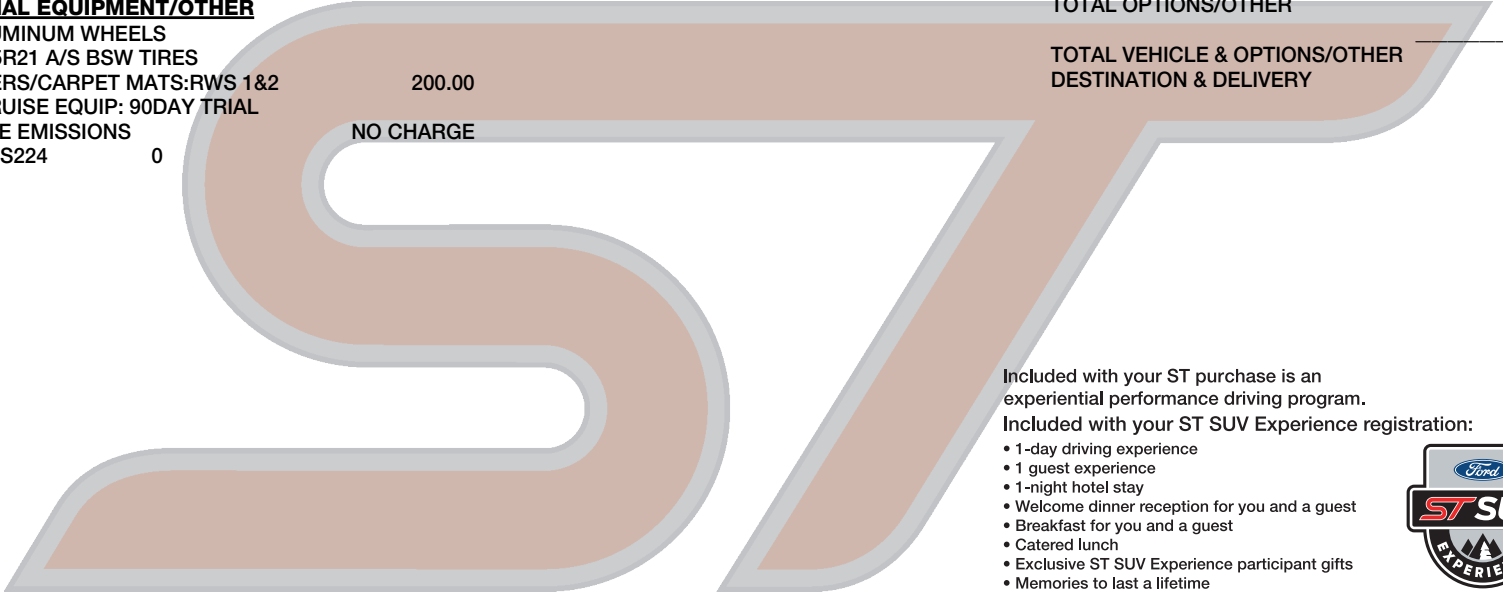 IAL EQUIPMENT/OTHER
UMINUM WHEELS
5R21 A/S BSW TIRES
ERS/CARPET MATS:RWS 1&2 200.00
RUISE EQUIP: 90DAY TRIAL
E EMISSIONS NO CHARGE
S224 0
TOTAL OPTIONS/OTHER
TOTAL VEHICLE & OPTIONS/OTHER
DESTINATION & DELIVERY
ST
Included with your ST purchase is an
experiential performance driving program.
Included with your ST SUV Experience registration:
• 1-day driving experience
• 1 guest experience
• 1-night hotel stay
• Welcome dinner reception for you and a guest
• Breakfast for you and a guest
• Catered lunch
• Exclusive ST SUV Experience participant gifts
• Memories to last a lifetime
Ford
ST SU
EXPERIE